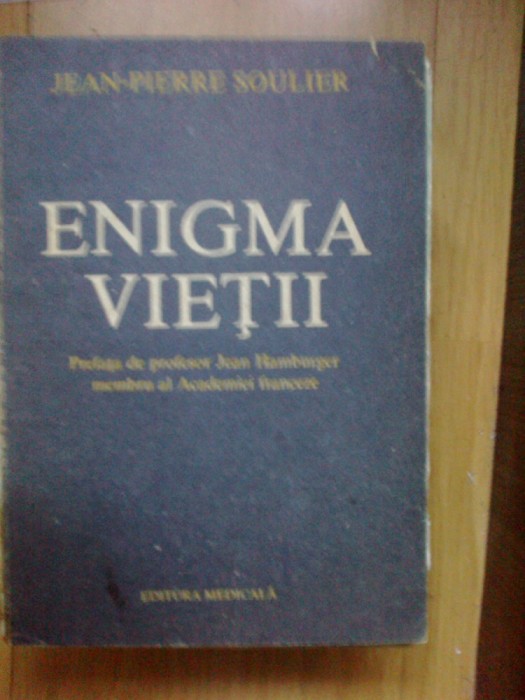 JEAN-PIERRE SOULIER
ENIGMA
VIEŢII
Prefaţa de profesor Jean Hamburger
membru al Academiei franceze
EDITURA MEDICALĂ